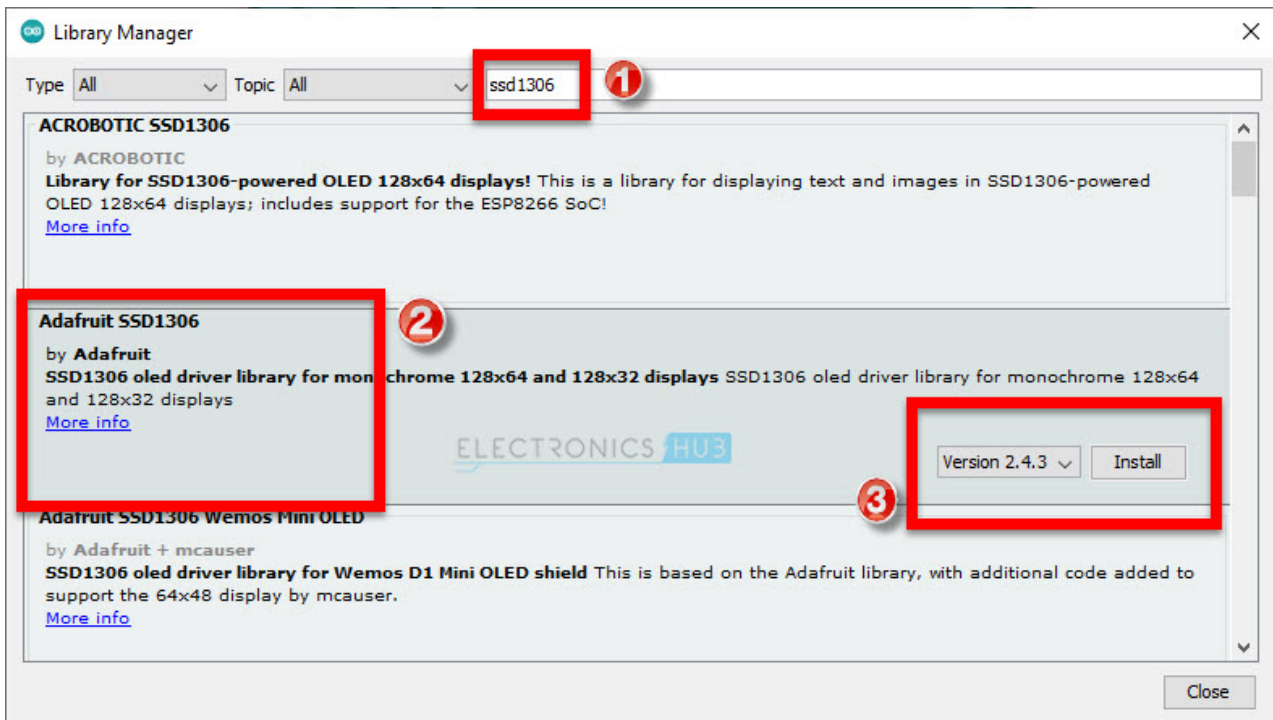 Library Manager
Type All Topic All ssd1306 1
ACROBOTIC SSD1306
by ACROBOTIC
Library for SSD1306-powered OLED 128x64 displays! This is a library for displaying text and images in SSD1306-powered
OLED 128x64 displays; includes support for the ESP8266 SoC!
More info
Adafruit SSD1306
2
by Adafruit
SSD1306 oled driver library for monochrome 128x64 and 128x32 displays SSD1306 oled driver library for monochrome 128x64
and 128x32 displays
More info
ELECTRONICS HUB
Version 2.4.3 Install
3
Adafruit SSD1306 Wemos Mini OLED
by Adafruit + mcauser
SSD1306 oled driver library for Wemos D1 Mini OLED shield This is based on the Adafruit library, with additional code added to
support the 64x48 display by mcauser.
More info
Close